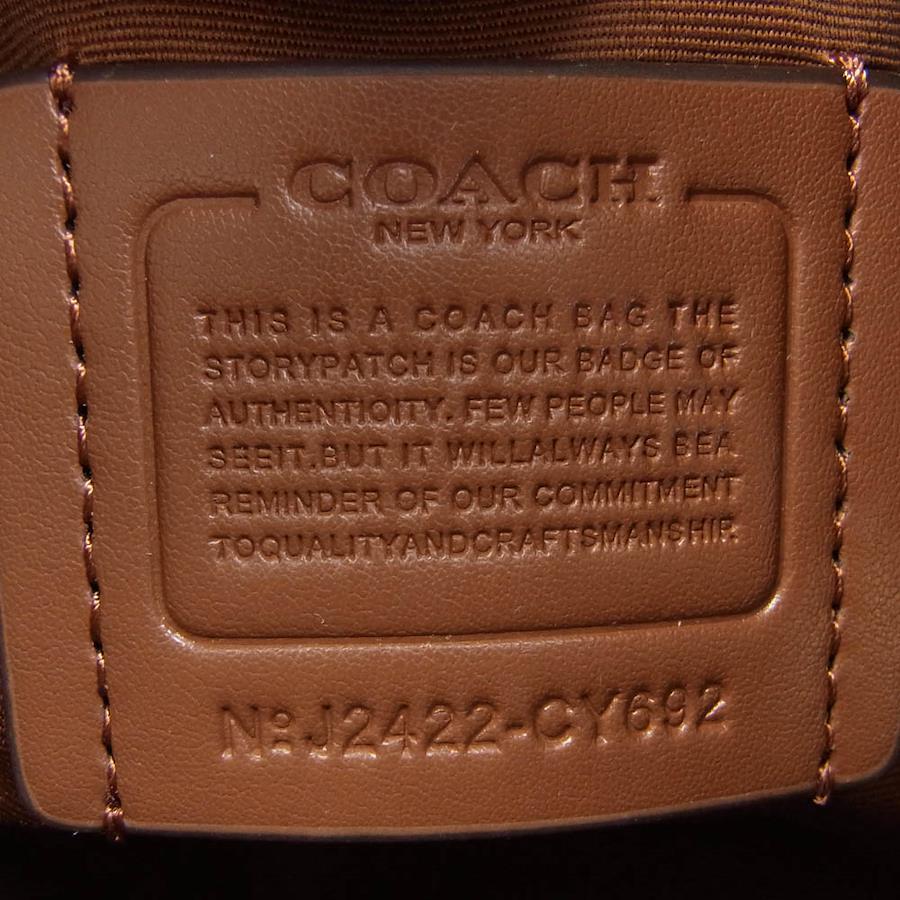 COACH
NEW YORK
THIS IS A COACH BAG THE
STORYPATCH IS OUR BADGE OF
AUTHENTIOITY. FEW PEOPLE MAY
SEEIT.BUT IT WILLALWAYS BEA
REMINDER OF OUR COMMITMENT
TOQUALITYANDCRAFTSMANSHIP.
Nº J2422-CY692